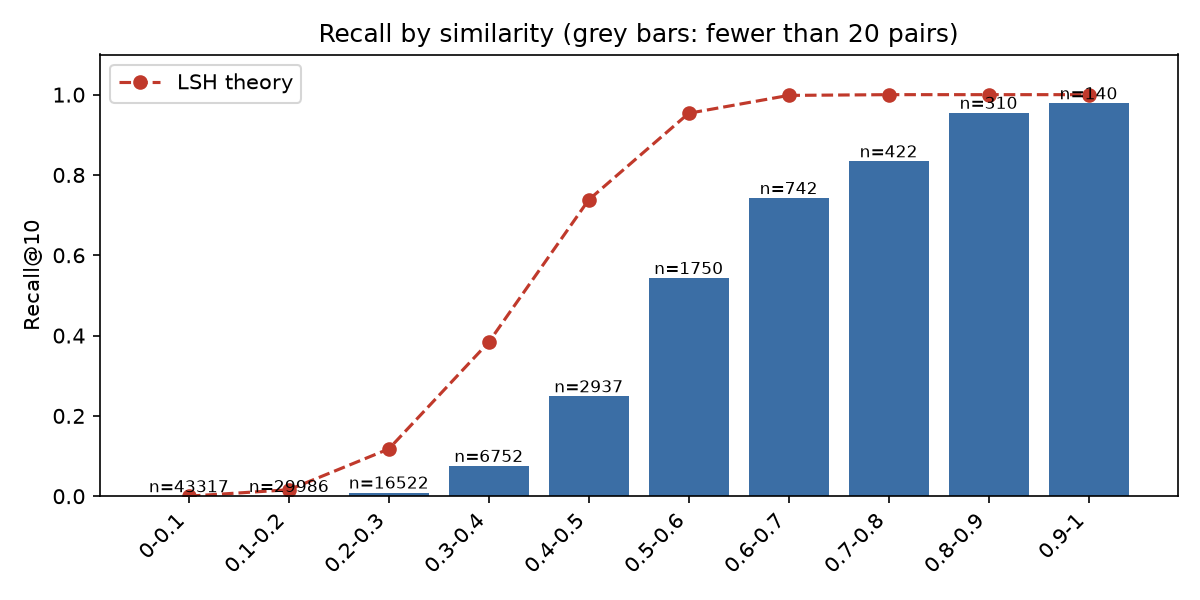 Recall by similarity (grey bars: fewer than 20 pairs)
LSH theory
Recall@10
1.0
0.8
0.6
0.4
0.2
0.0
n=43317
n=29986
n=16522
n=6752
n=2937
n=1750
n=742
n=422
n=310
n=140
0-0.1
0.1-0.2
0.2-0.3
0.3-0.4
0.4-0.5
0.5-0.6
0.6-0.7
0.7-0.8
0.8-0.9
0.9-1